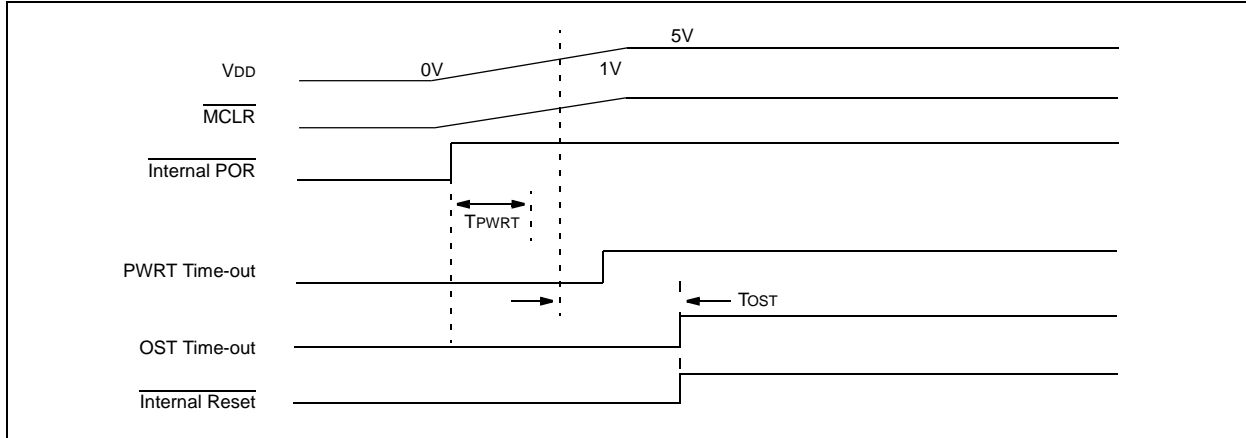 5V
VDD
0V
1V
MCLR
Internal POR
TPWRT
PWRT Time-out
TOST
OST Time-out
Internal Reset